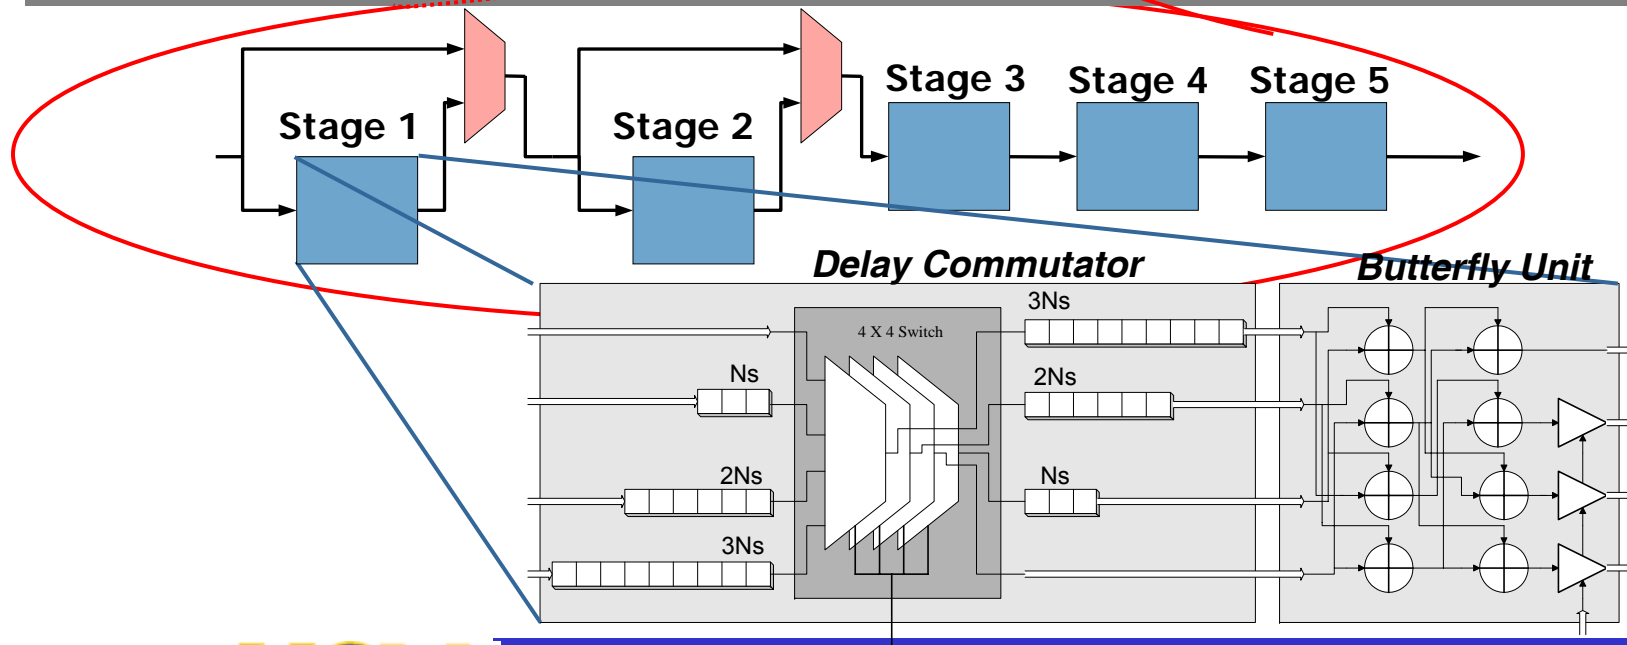 Stage 1
Stage 2
Stage 3
Stage 4
Stage 5
Delay Commutator
Butterfly Unit
3Ns
4 X 4 Switch
Ns
2Ns
2Ns
Ns
3Ns